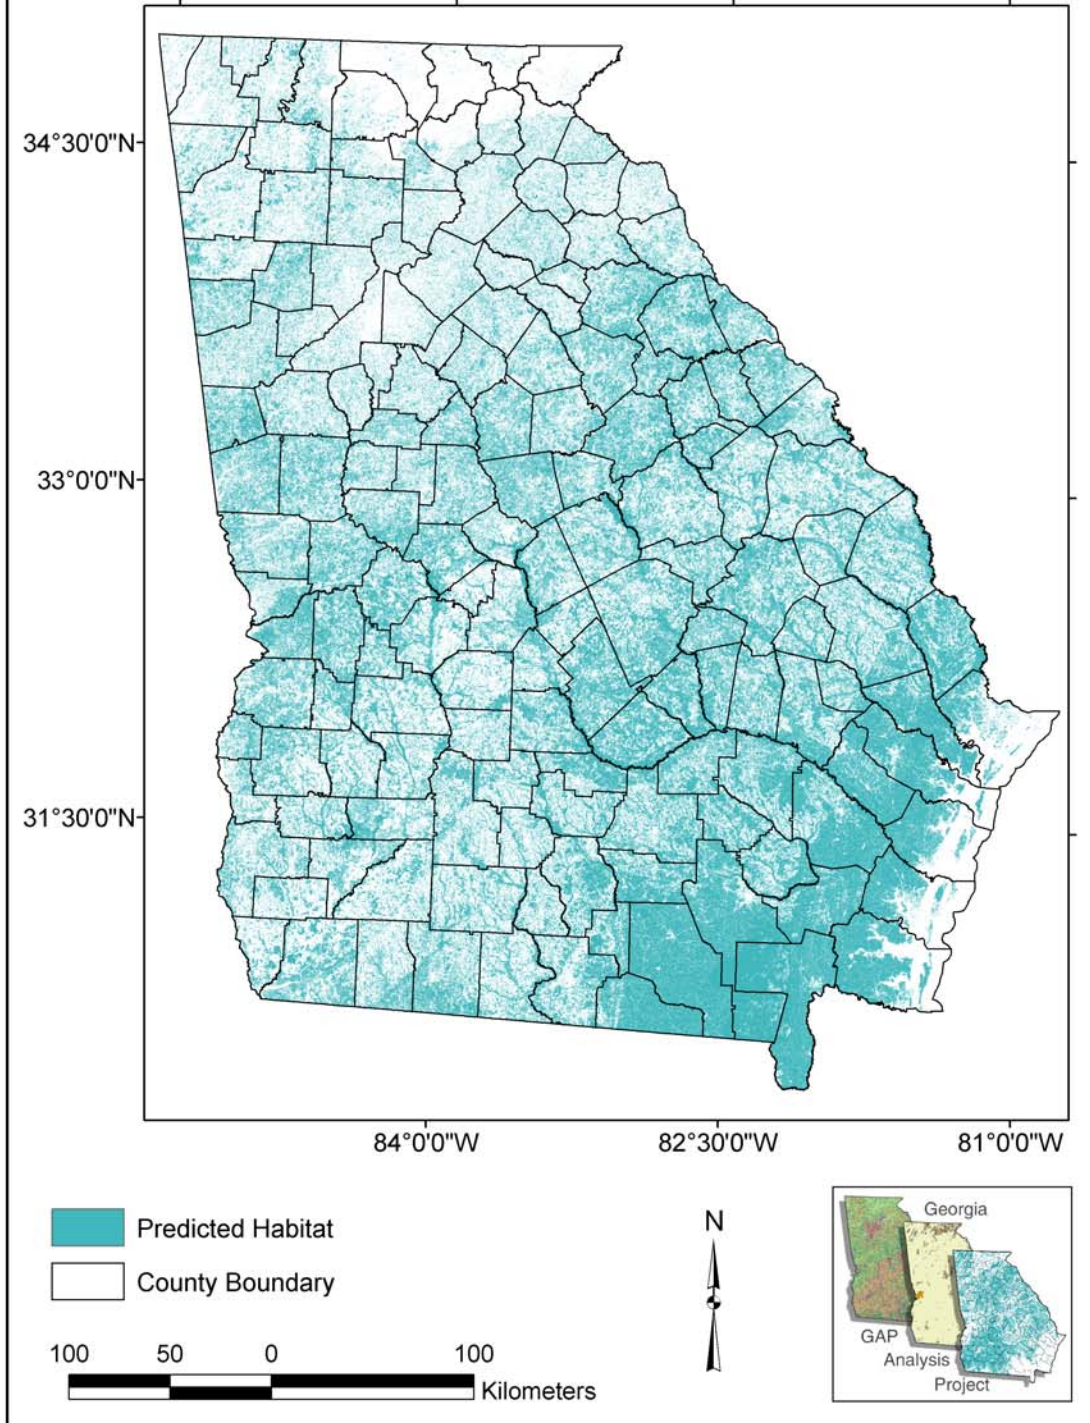 34°30'0"N
33°0'0"N
31°30'0"N
84°0'0"W 82°30'0"W 81°0'0"W
Predicted Habitat
County Boundary
100 50 0 100
Kilometers
N
Georgia
GAP
Analysis
Project